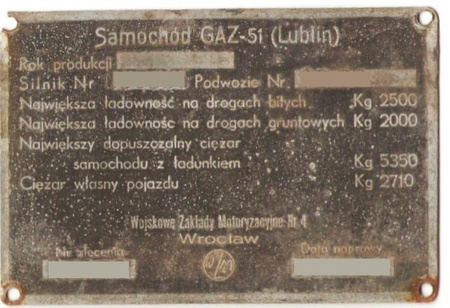 Samochód GAZ-51 (Lublin)
Rok produkcji
Silnik Nr Podwozie Nr
Największa ładowność na drogach bitych Kg 2500
Największa ładowność na drogach gruntowych Kg 2000
Największy dopuszczalny ciężar
samochodu z ładunkiem Kg 5350
Ciężar własny pojazdu Kg 2710
Wojskowe Zakłady Motoryzacyjne Nr 4
Wrocław
Nr zlecenia Data naprawy